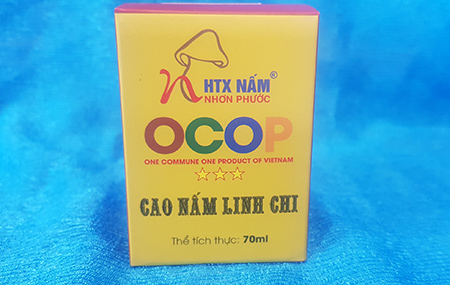 HTX NẤM®
NHƠN PHƯỚC
OCOP
ONE COMMUNE ONE PRODUCT OF VIETNAM
CAO NẤM LINH CHI
Thể tích thực: 70ml